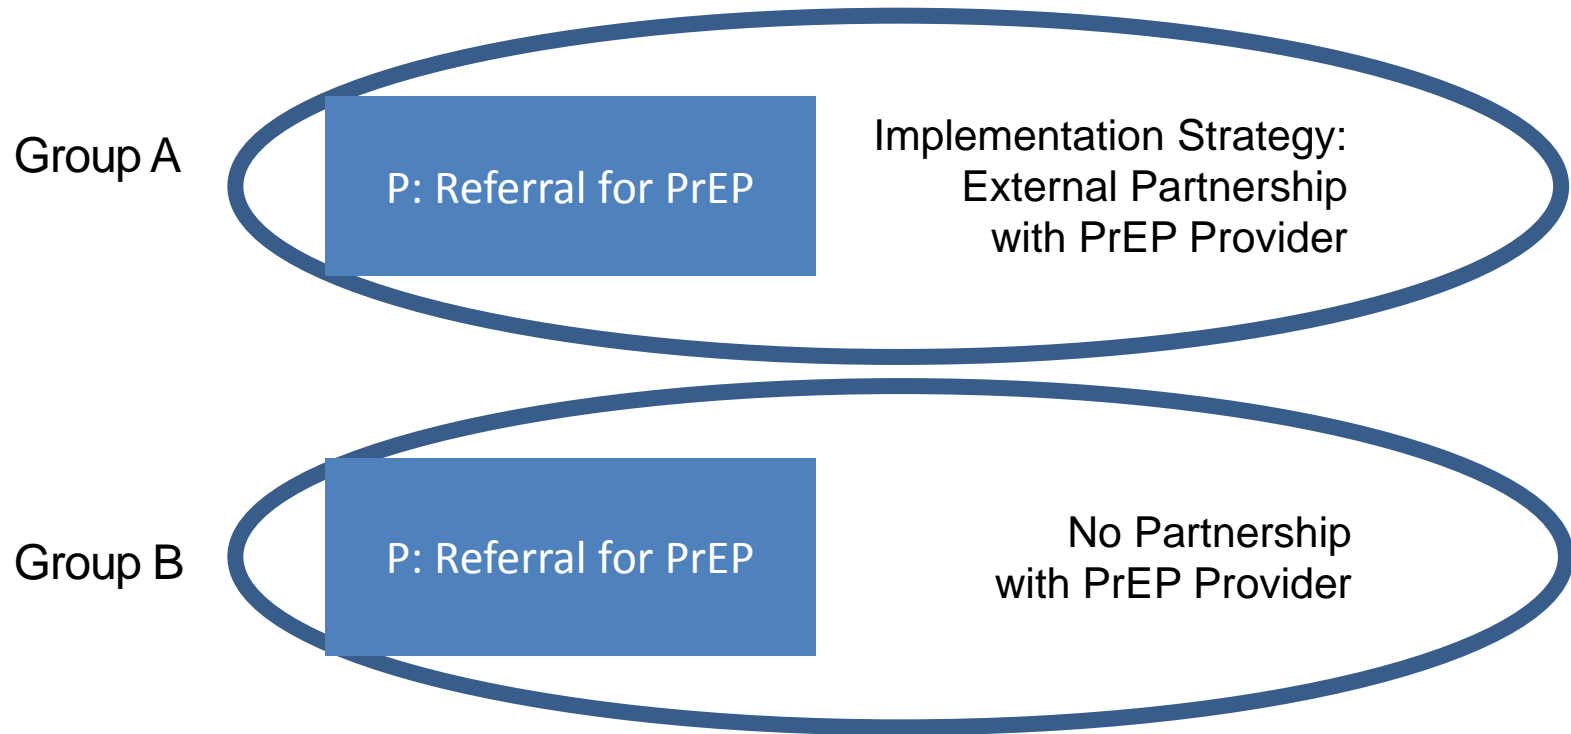 Group A
P: Referral for PrEP
Implementation Strategy:
External Partnership
with PrEP Provider
Group B
P: Referral for PrEP
No Partnership
with PrEP Provider